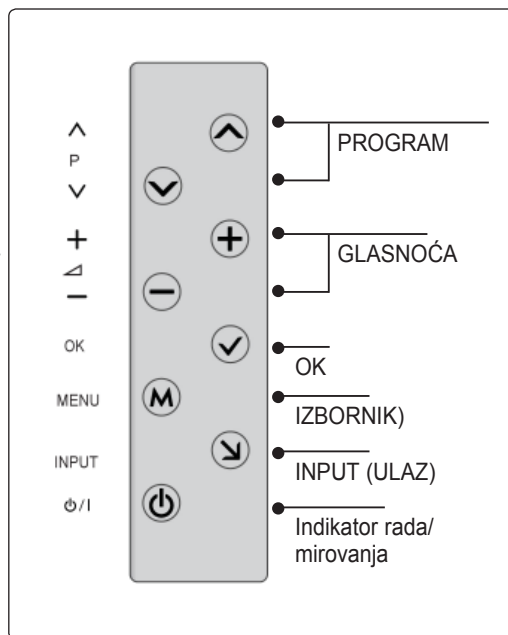 P
OK
MENU
INPUT
/I
M
PROGRAM
GLASNOĆA
OK
IZBORNIK)
INPUT (ULAZ)
Indikator rada/
mirovanja